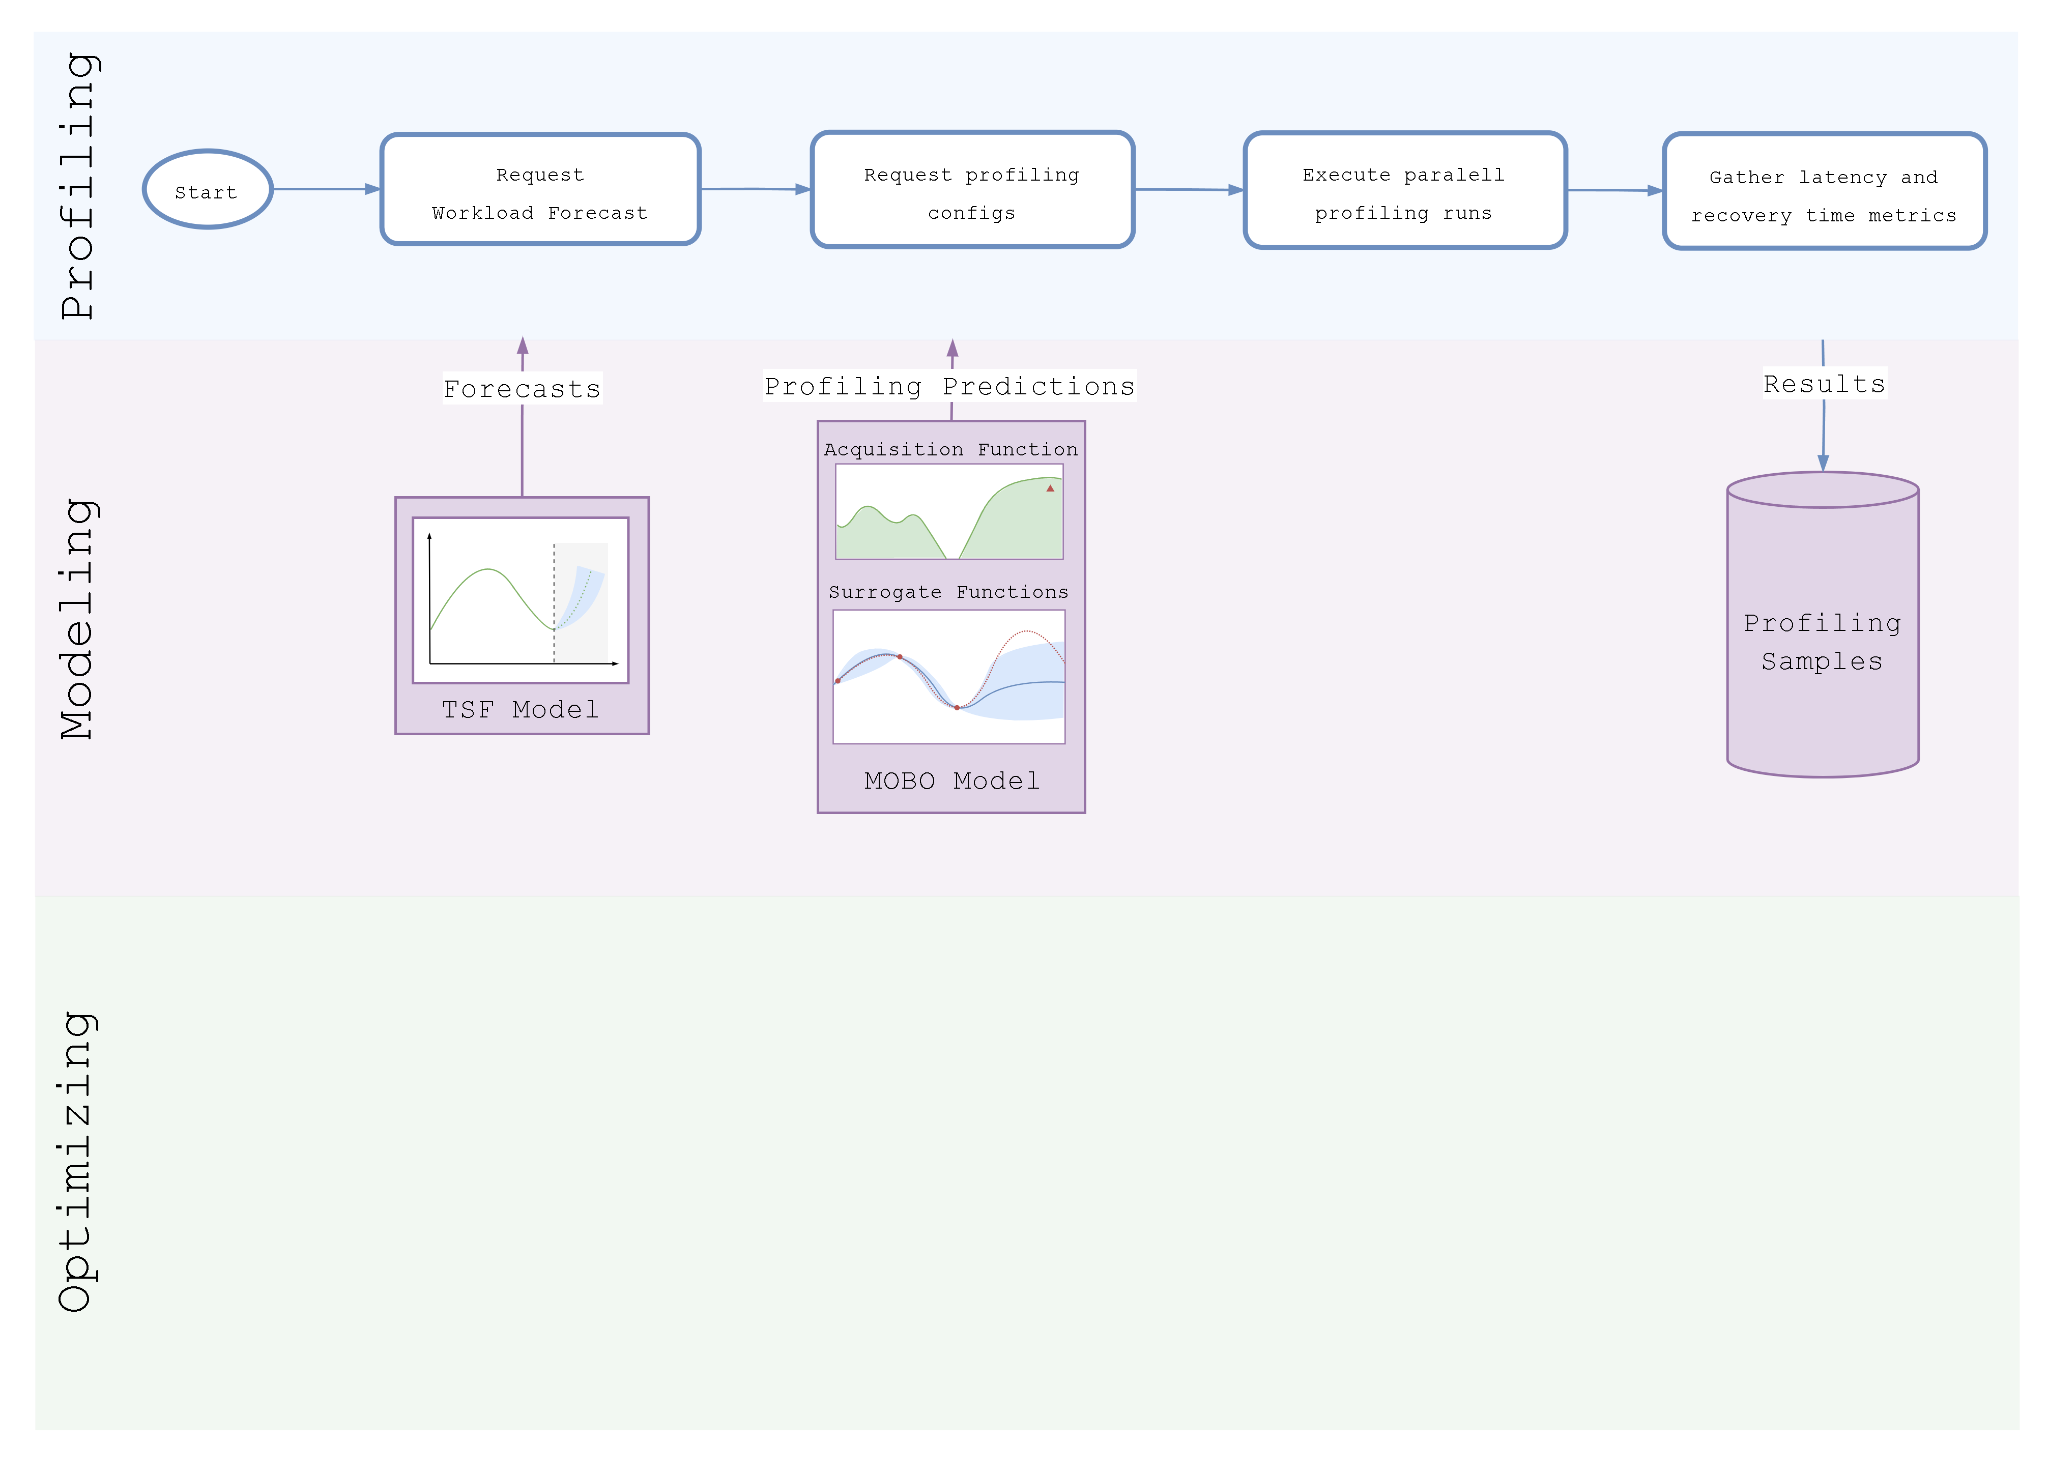 Profiling
Start
Request
Workload Forecast
Request profiling
configs
Execute paralell
profiling runs
Gather latency and
recovery time metrics
Modeling
Forecasts
Profiling Predictions
Results
Acquisition Function
Surrogate Functions
TSF Model
MOBO Model
Profiling
Samples
Optimizing